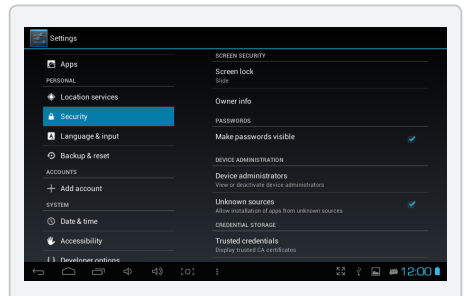 Settings
Apps
PERSONAL
Location services
Security
Language & input
Backup & reset
ACCOUNTS
Add account
SYSTEM
Date & time
Accessibility
Developer options
SCREEN SECURITY
Screen lock
Slide
Owner info
PASSWORDS
Make passwords visible
DEVICE ADMINISTRATION
Device administrators
View or deactivate device administrators
Unknown sources
Allow installation of apps from unknown sources
CREDENTIAL STORAGE
Trusted credentials
Display trusted CA certificates
12:00